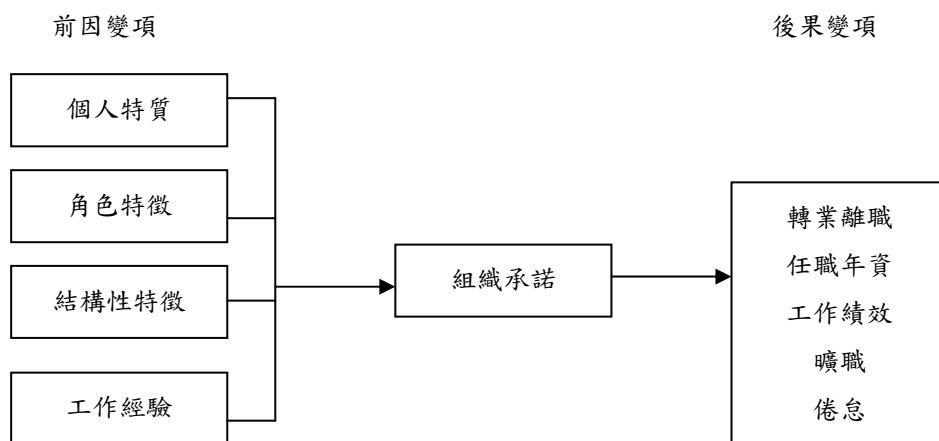 前因變項
後果變項
個人特質
角色特徵
結構性特徵
工作經驗
組織承諾
轉業離職
任職年資
工作績效
曠職
倦怠